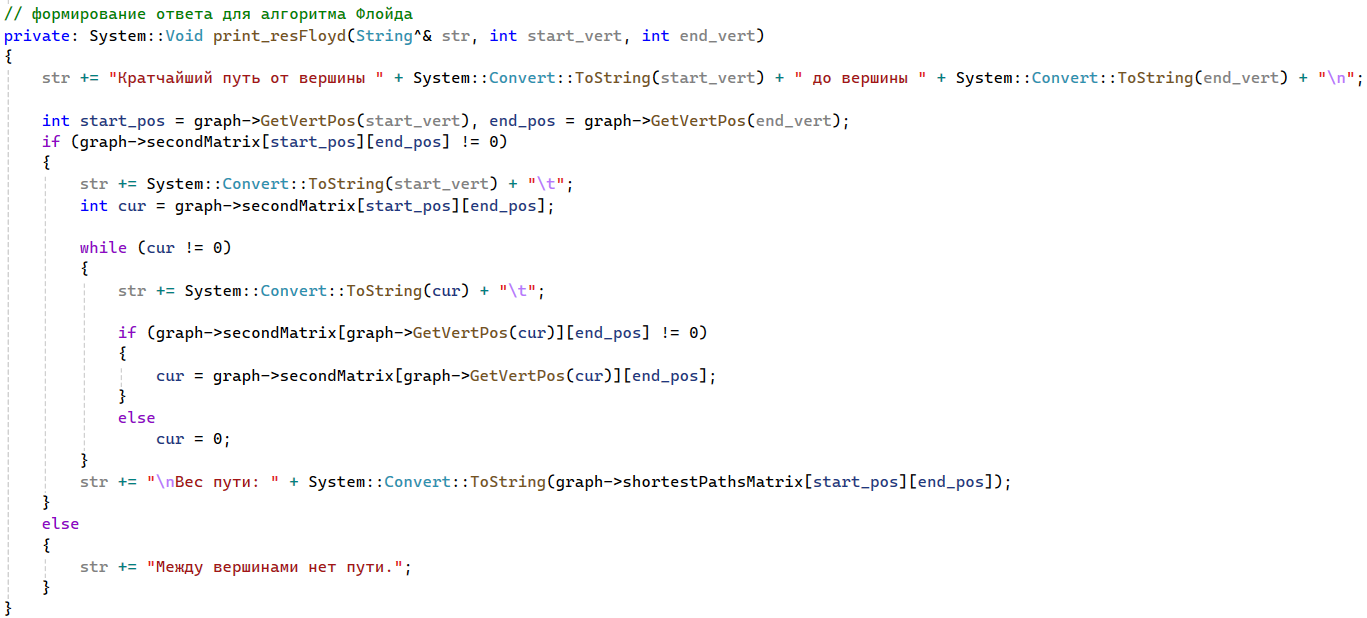 // формирование ответа для алгоритма Флойда
private: System::Void print_resFloyd(String^& str, int start_vert, int end_vert)
{
    str += "Кратчайший путь от вершины " + System::Convert::ToString(start_vert) + " до вершины " + System::Convert::ToString(end_vert) + "\n";

    int start_pos = graph->GetVertPos(start_vert), end_pos = graph->GetVertPos(end_vert);
    if (graph->secondMatrix[start_pos][end_pos] != 0)
    {
        str += System::Convert::ToString(start_vert) + "\t";
        int cur = graph->secondMatrix[start_pos][end_pos];

        while (cur != 0)
        {
            str += System::Convert::ToString(cur) + "\t";

            if (graph->secondMatrix[graph->GetVertPos(cur)][end_pos] != 0)
            {
                cur = graph->secondMatrix[graph->GetVertPos(cur)][end_pos];
            }
            else
                cur = 0;
        }
        str += "\nВес пути: " + System::Convert::ToString(graph->shortestPathsMatrix[start_pos][end_pos]);
    }
    else
    {
        str += "Между вершинами нет пути.";
    }
}